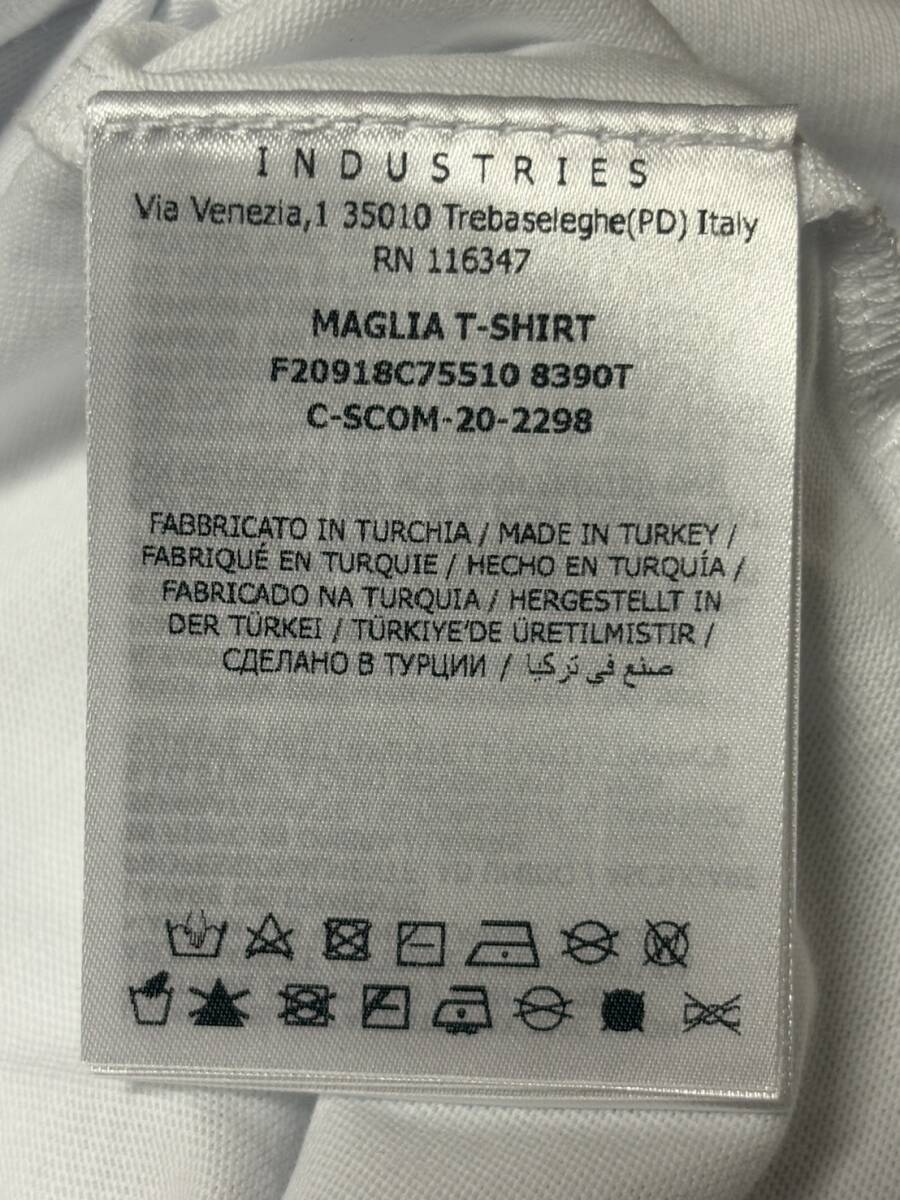 INDUSTRIES
Via Venezia,1 35010 Trebaseleghe(PD) Italy
RN 116347
MAGLIA T-SHIRT
F20918C75510 8390T
C-SCOM-20-2298
FABBRICATO IN TURCHIA / MADE IN TURKEY /
FABRIQUÉ EN TURQUIE / HECHO EN TURQUÍA /
FABRICADO NA TURQUIA / HERGESTELLT IN
DER TÜRKEI / TÜRKIYE'DE ÜRETILMISTIR /
СДЕЛАНО В ТУРЦИИ / صنع في تركيا